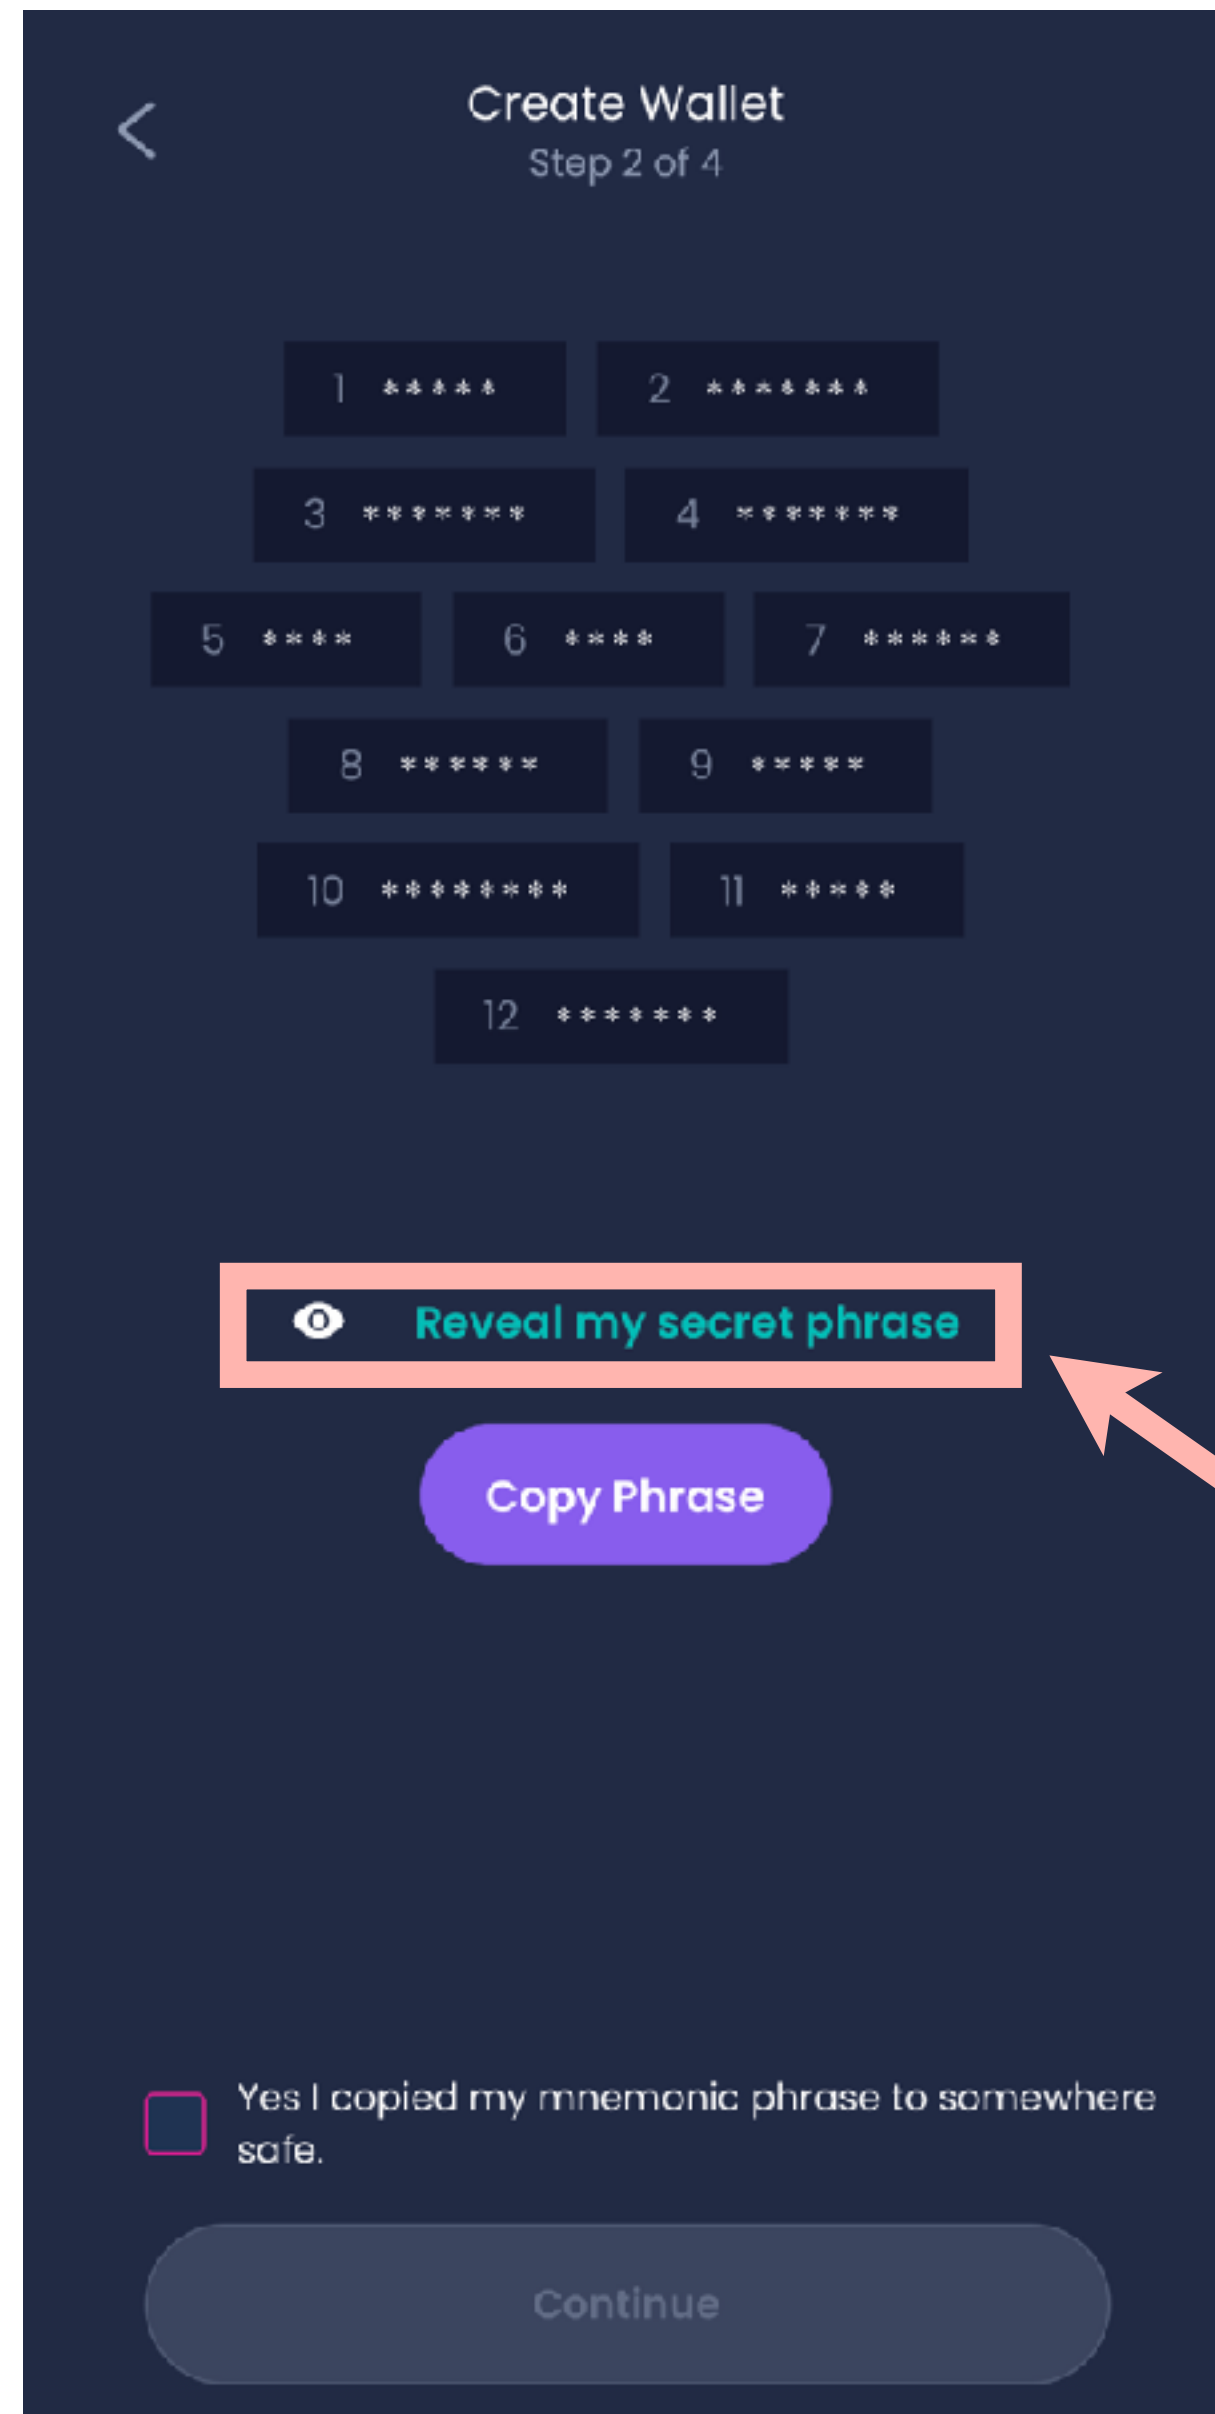 Create Wallet
Step 2 of 4
1 ***** 2 *******
3 ******* 4 *******
5 **** 6 **** 7 ******
8 ****** 9 *****
10 ******** 11 *****
12 *******
Reveal my secret phrase
Copy Phrase
Yes I copied my mnemonic phrase to somewhere
safe.
Continue